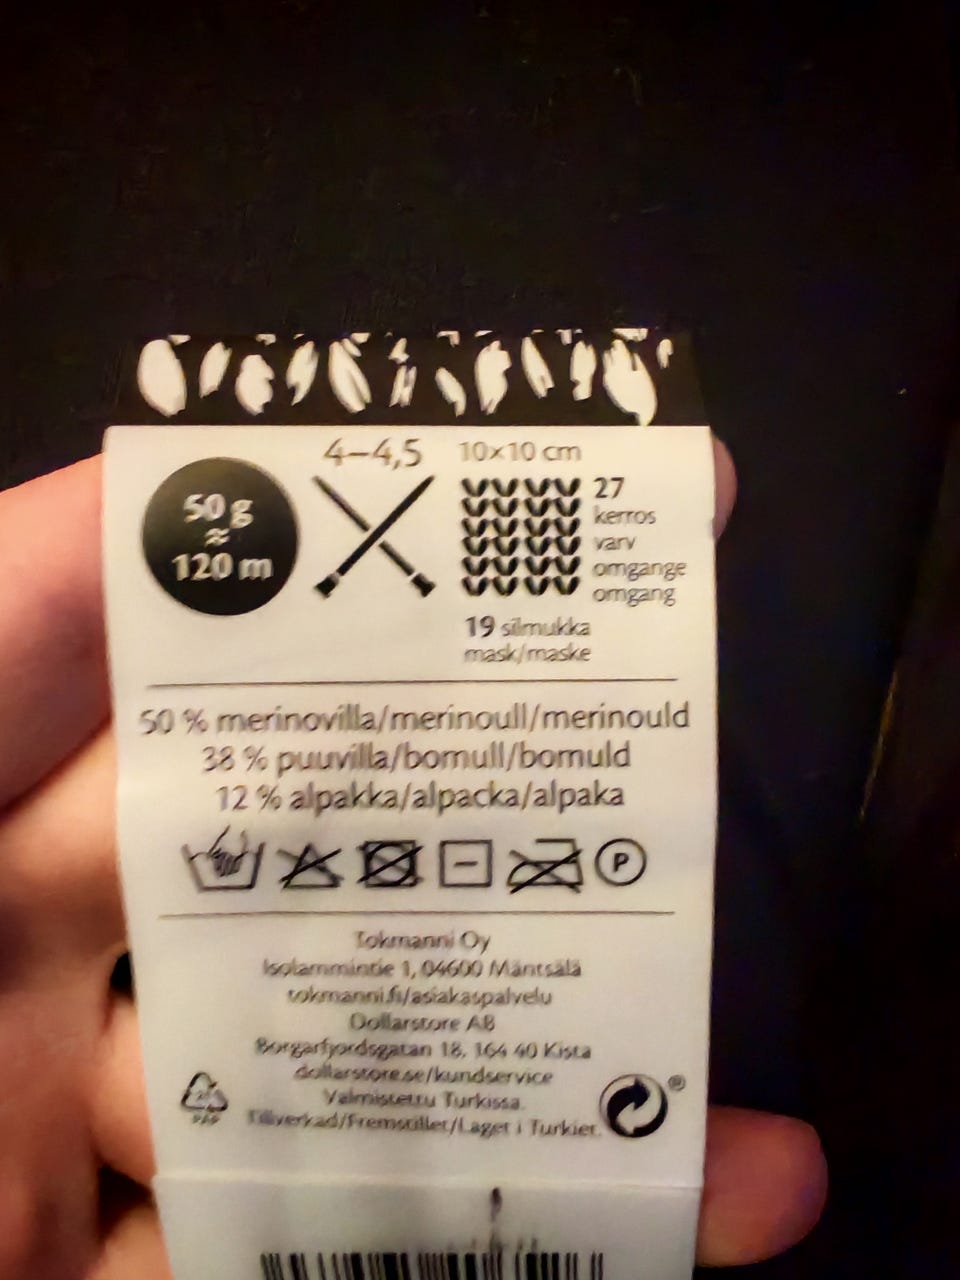 4–4,5
10×10 cm
50 g
≈
120 m
27
kerros
varv
omgange
omgang
19 silmukka
mask/maske
50 % merinovilla/merinoull/merinould
38 % puuvilla/bomull/bomuld
12 % alpakka/alpacka/alpaka
P
Tokmanni Oy
Isolammintie 1, 04600 Mäntsälä
tokmanni.fi/asiakaspalvelu
Dollarstore AB
Borgarfjordsgatan 18, 164 40 Kista
dollarstore.se/kundservice
Valmistettu Turkissa.
Tillverkad/Fremstillet/Laget i Turkiet.
PAP
®